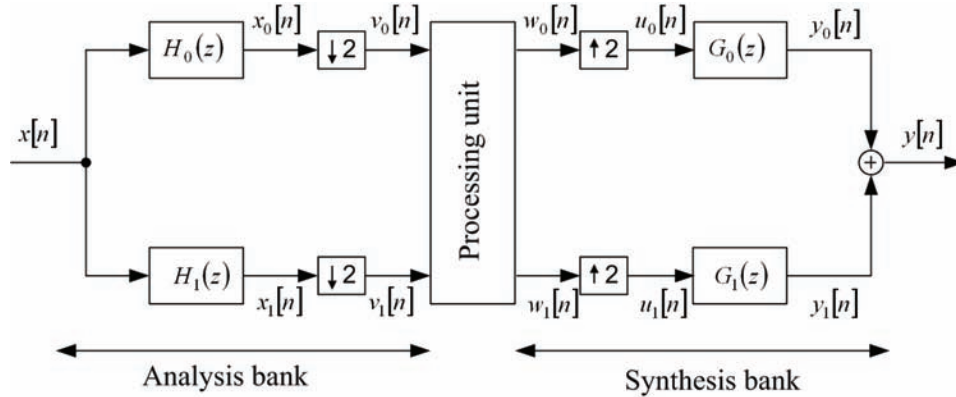 x[n]
H₀(z)
x₀[n]
↓2
v₀[n]
Processing unit
w₀[n]
↑2
u₀[n]
G₀(z)
y₀[n]
+
y[n]
H₁(z)
x₁[n]
↓2
v₁[n]
w₁[n]
↑2
u₁[n]
G₁(z)
y₁[n]
Analysis bank
Synthesis bank